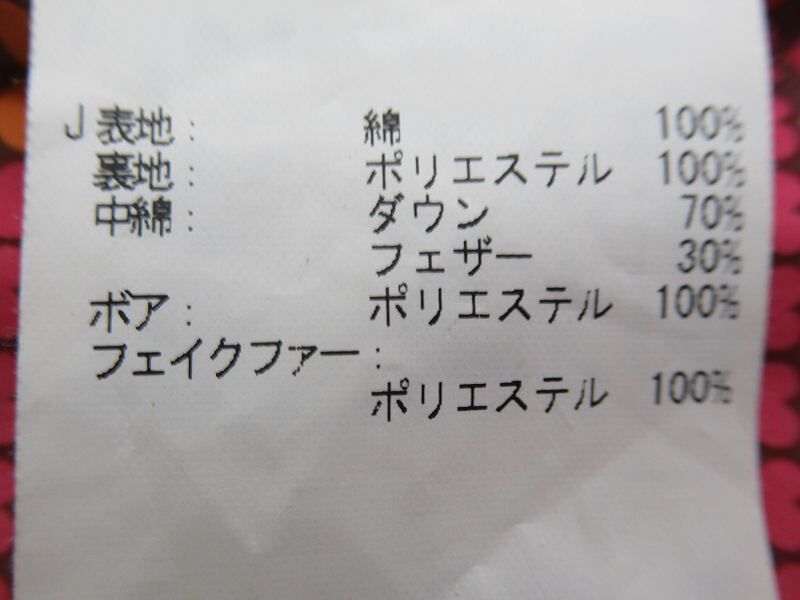 J表地： 綿 100%
裏地： ポリエステル 100%
中綿： ダウン 70%
フェザー 30%
ボア： ポリエステル 100%
フェイクファー：
ポリエステル 100%